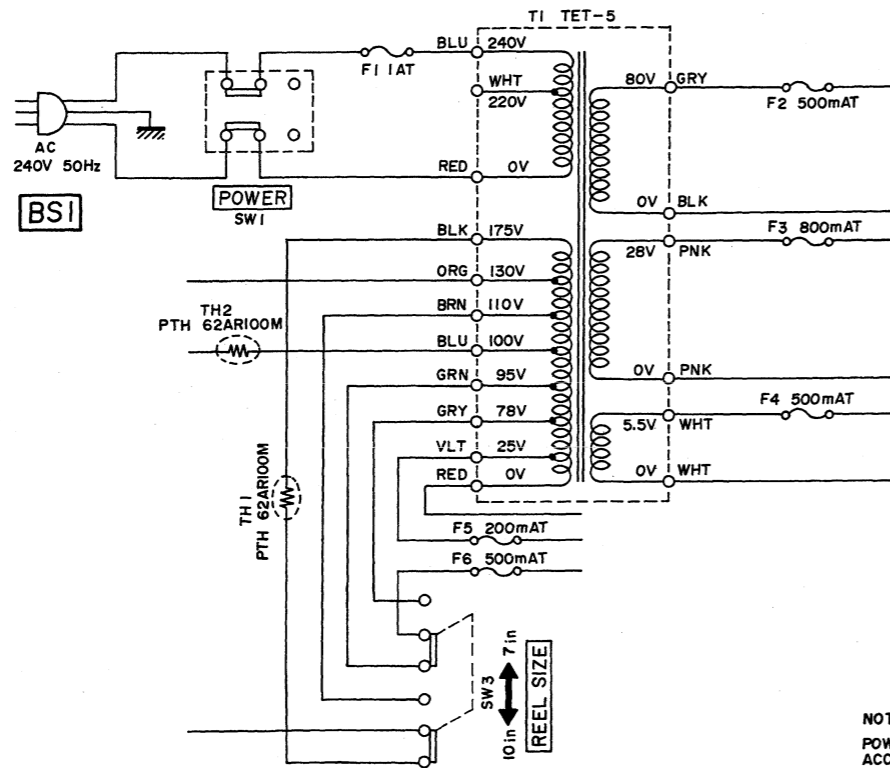 T1 TET-5
BLU 240V
F1 1AT
WHT
220V
80V GRY
F2 500mAT
AC
240V 50Hz
RED 0V
0V BLK
BS1
POWER
SW1
F3 800mAT
BLK 175V
28V PNK
ORG 130V
TH2
PTH 62AR100M
BRN 110V
BLU 100V
0V PNK
GRN 95V
F4 500mAT
GRY 78V
5.5V WHT
VLT 25V
RED 0V
0V WHT
TH1
PTH 62AR100M
F5 200mAT
F6 500mAT
SW3
10in 7in
REEL SIZE
NOT
POW
ACC